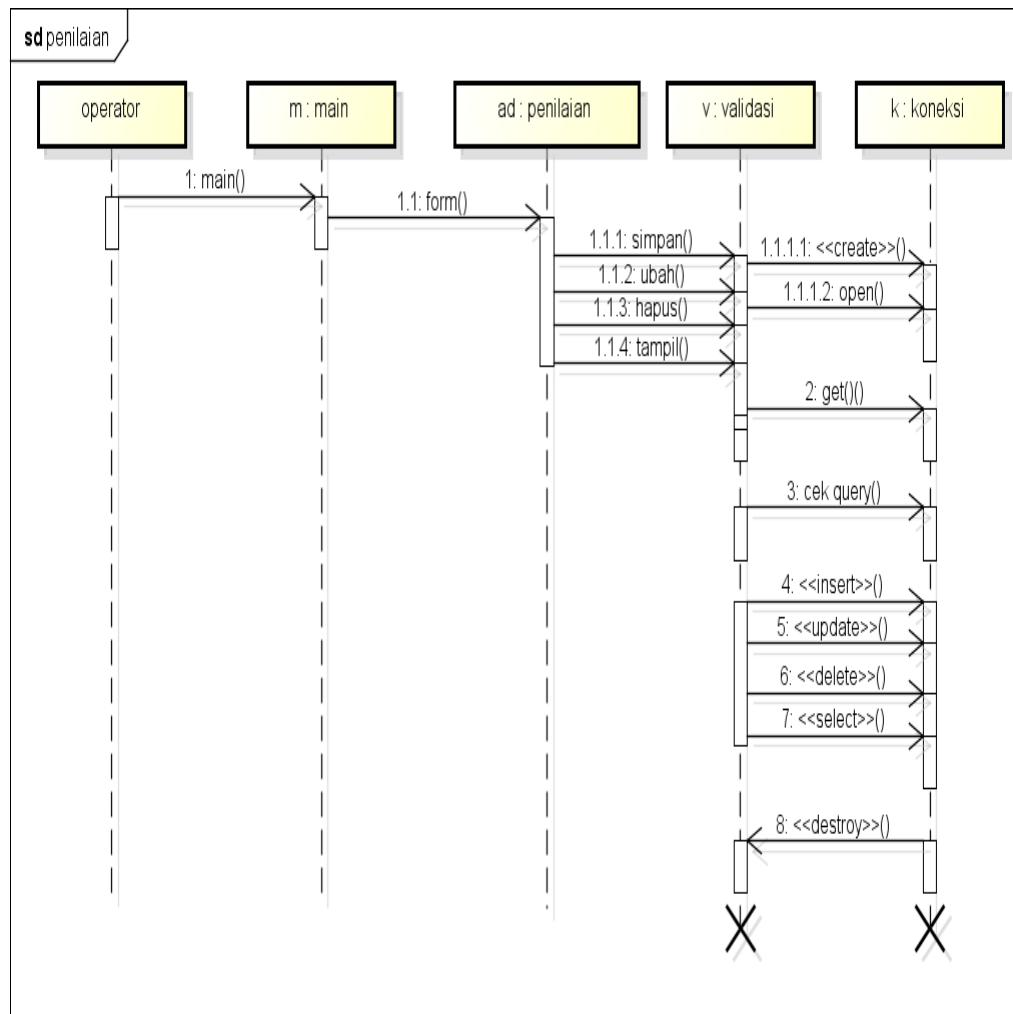 sd penilaian
operator
m : main
ad : penilaian
v : validasi
k : koneksi
1: main()
1.1: form()
1.1.1: simpan()
1.1.1.1: <<create>>()
1.1.2: ubah()
1.1.1.2: open()
1.1.3: hapus()
1.1.4: tampil()
2: get()()
3: cek query()
4: <<insert>>()
5: <<update>>()
6: <<delete>>()
7: <<select>>()
8: <<destroy>>()